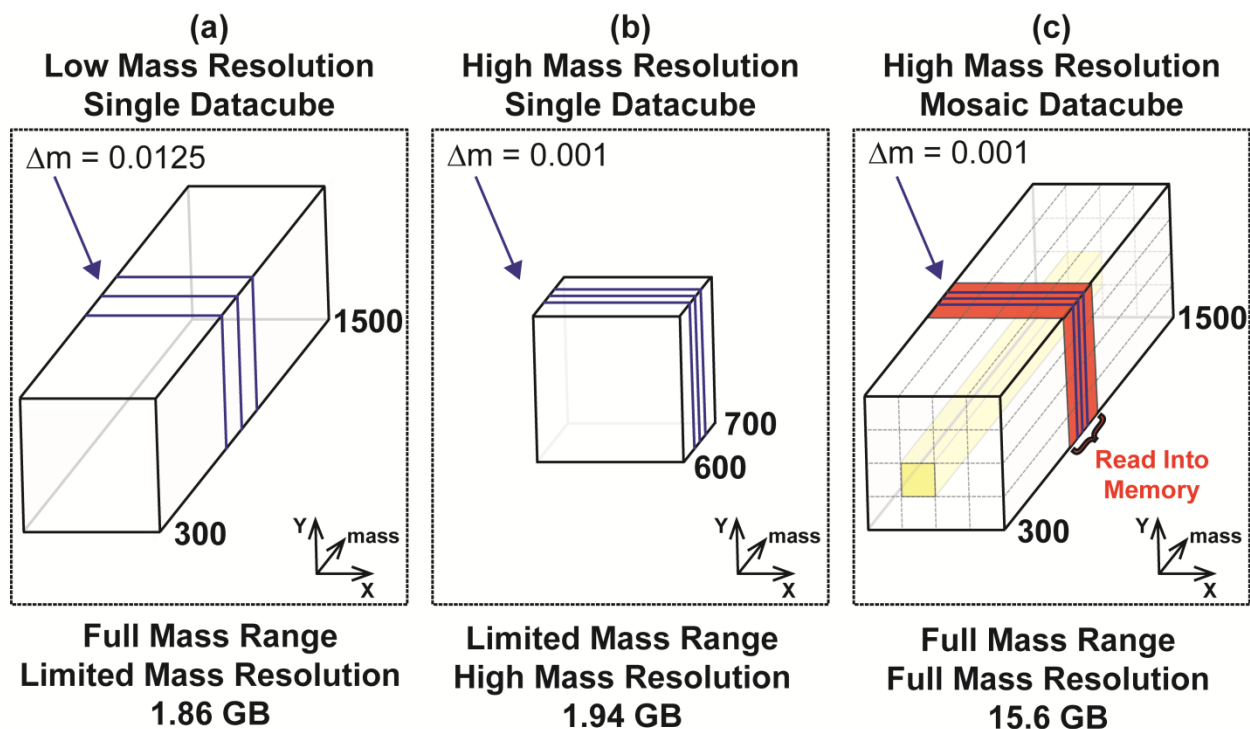 (a)
Low Mass Resolution
Single Datacube
Δm = 0.0125
1500
300
Y
mass
X
Full Mass Range
Limited Mass Resolution
1.86 GB
(b)
High Mass Resolution
Single Datacube
Δm = 0.001
700
600
Y
mass
X
Limited Mass Range
High Mass Resolution
1.94 GB
(c)
High Mass Resolution
Mosaic Datacube
Δm = 0.001
1500
Read Into
Memory
300
Y
mass
X
Full Mass Range
Full Mass Resolution
15.6 GB